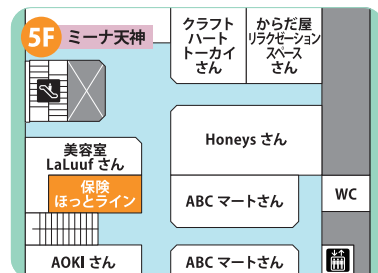 5F ミーナ天神
クラフト
ハート
トーカイ
さん
からだ屋
リラクゼーション
スペース
さん
Honeys さん
美容室
LaLuuf さん
保険
ほっとライン
ABC マートさん
WC
AOKI さん
ABC マートさん